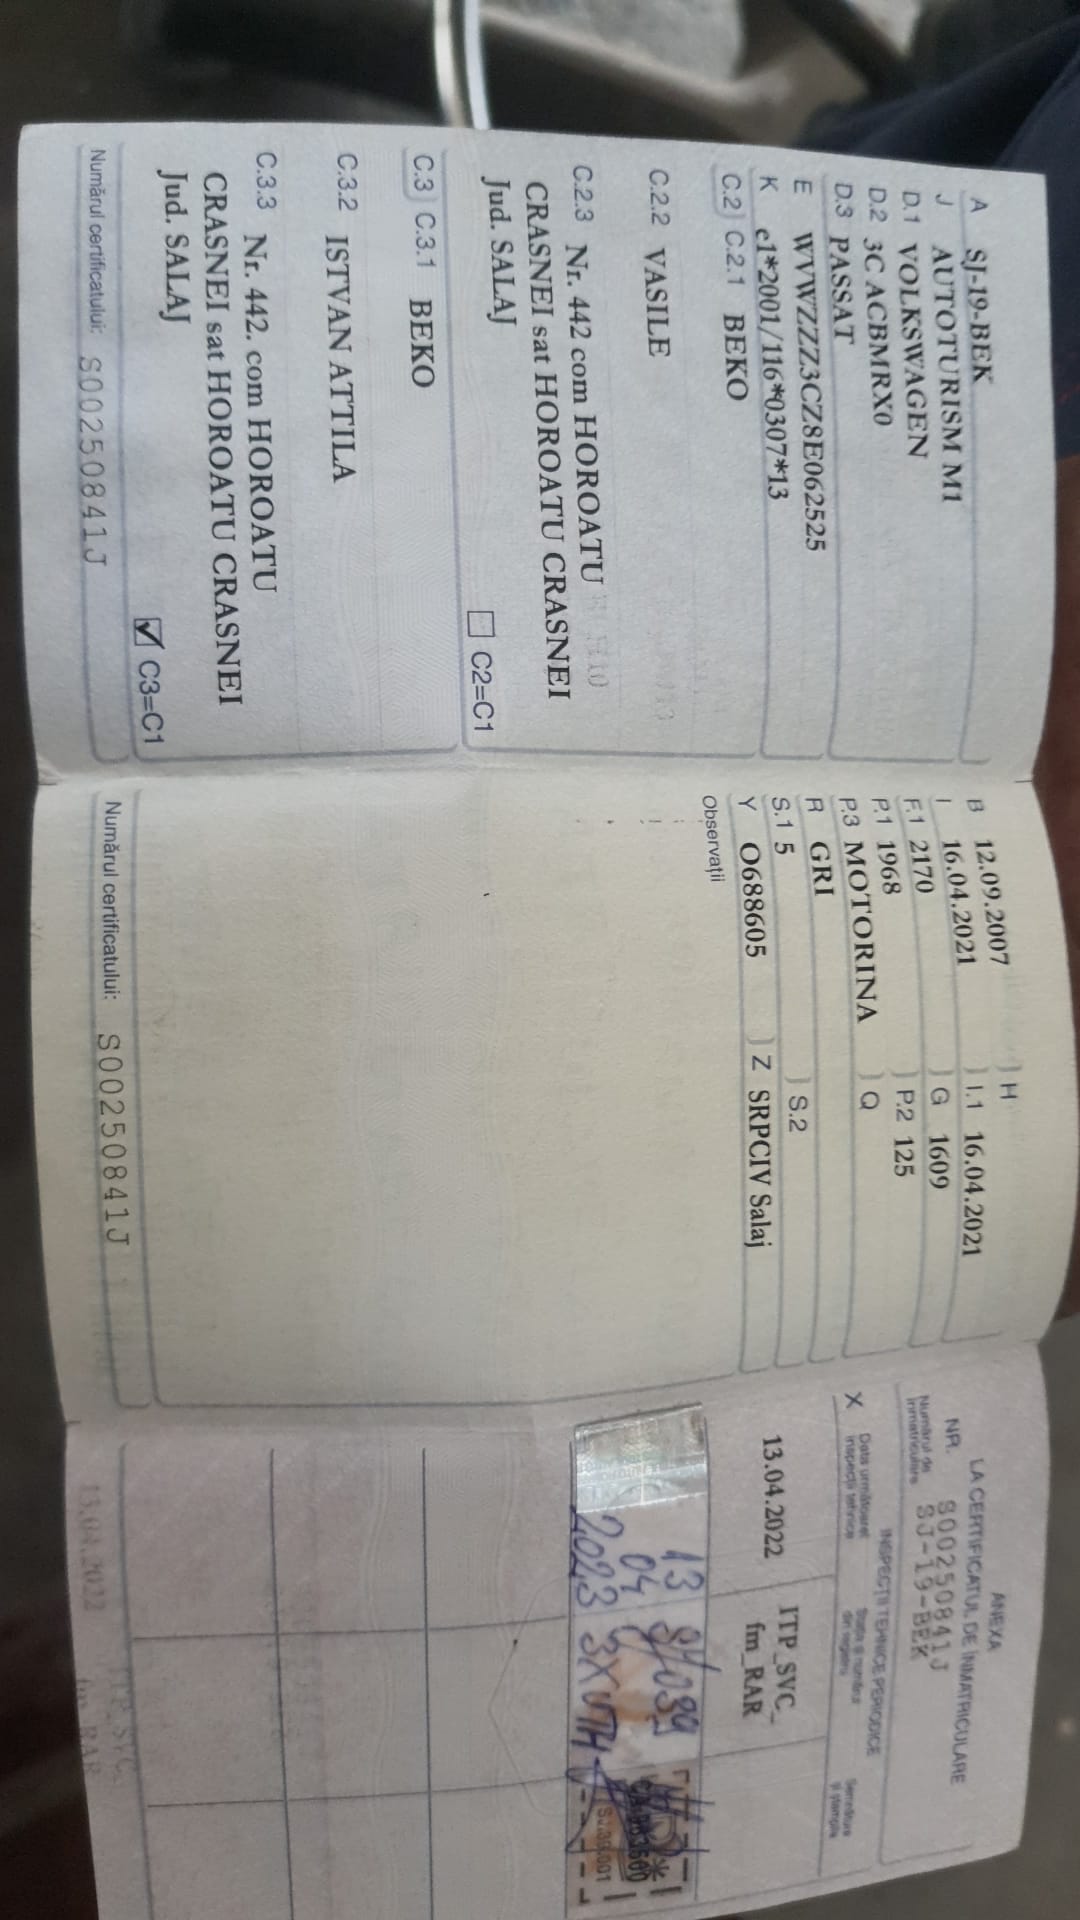 A SJ-19-BEK
J AUTOTURISM M1
D.1 VOLKSWAGEN
D.2 3C ACBMRX0
D.3 PASSAT
E WVWZZZ3CZ8E062525
K e1*2001/116*0307*13
C.2 C.2.1 BEKO
C.2.2 VASILE
C.2.3 Nr. 442 com HOROATU
CRASNEI sat HOROATU CRASNEI
Jud. SALAJ
C2=C1
C.3 C.3.1 BEKO
C.3.2 ISTVAN ATTILA
C.3.3 Nr. 442. com HOROATU
CRASNEI sat HOROATU CRASNEI
Jud. SALAJ
C3=C1
Numărul certificatului: S00250841J
B 12.09.2007 H
I 16.04.2021 I.1 16.04.2021
F.1 2170 G 1609
P.1 1968 P.2 125
P.3 MOTORINA Q
R GRI
S.1 5 S.2
Y O688605 Z SRPCIV Salaj
Observații
Numărul certificatului: S00250841J
ANEXA
LA CERTIFICATUL DE ÎNMATRICULARE
NR. S00250841J
Numărul de
înmatriculare SJ-19-BEK
INSPECȚII TEHNICE PERIODICE
X Data următoarei
inspecții tehnice
Stația și numărul
din registru
Semnătura
și ștampila
13.04.2022
ITP_SVC_
fm_RAR
13 SJ/039
04
2023
SJ.39.001
13.04.2022
ITP_SVC_
fm_RAR